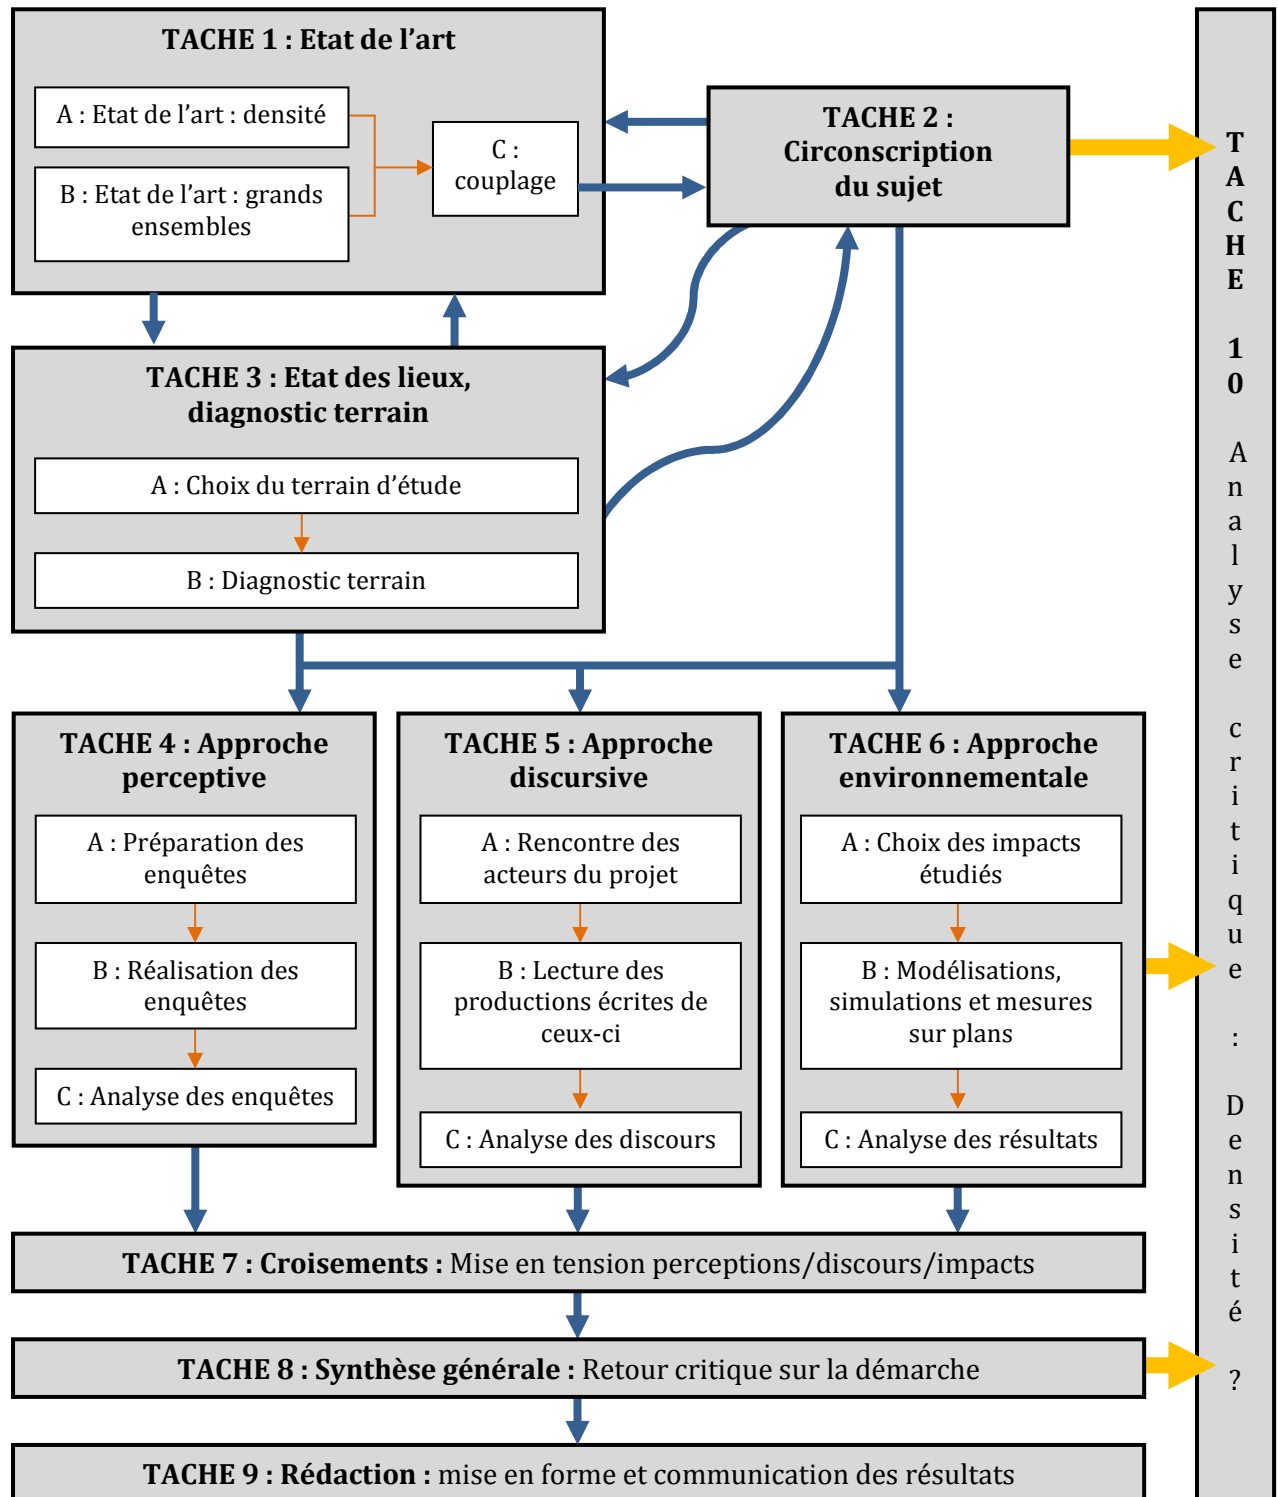 TACHE 1 : Etat de l’art
A : Etat de l’art : densité
B : Etat de l’art : grands
ensembles
C :
couplage
TACHE 2 :
Circonscription
du sujet
TACHE 3 : Etat des lieux,
diagnostic terrain
A : Choix du terrain d’étude
B : Diagnostic terrain
TACHE 4 : Approche
perceptive
A : Préparation des
enquêtes
B : Réalisation des
enquêtes
C : Analyse des enquêtes
TACHE 5 : Approche
discursive
A : Rencontre des
acteurs du projet
B : Lecture des
productions écrites de
ceux-ci
C : Analyse des discours
TACHE 6 : Approche
environnementale
A : Choix des impacts
étudiés
B : Modélisations,
simulations et mesures
sur plans
C : Analyse des résultats
TACHE 7 : Croisements : Mise en tension perceptions/discours/impacts
TACHE 8 : Synthèse générale : Retour critique sur la démarche
TACHE 9 : Rédaction : mise en forme et communication des résultats
TACHE 10 Analyse critique : Densité ?